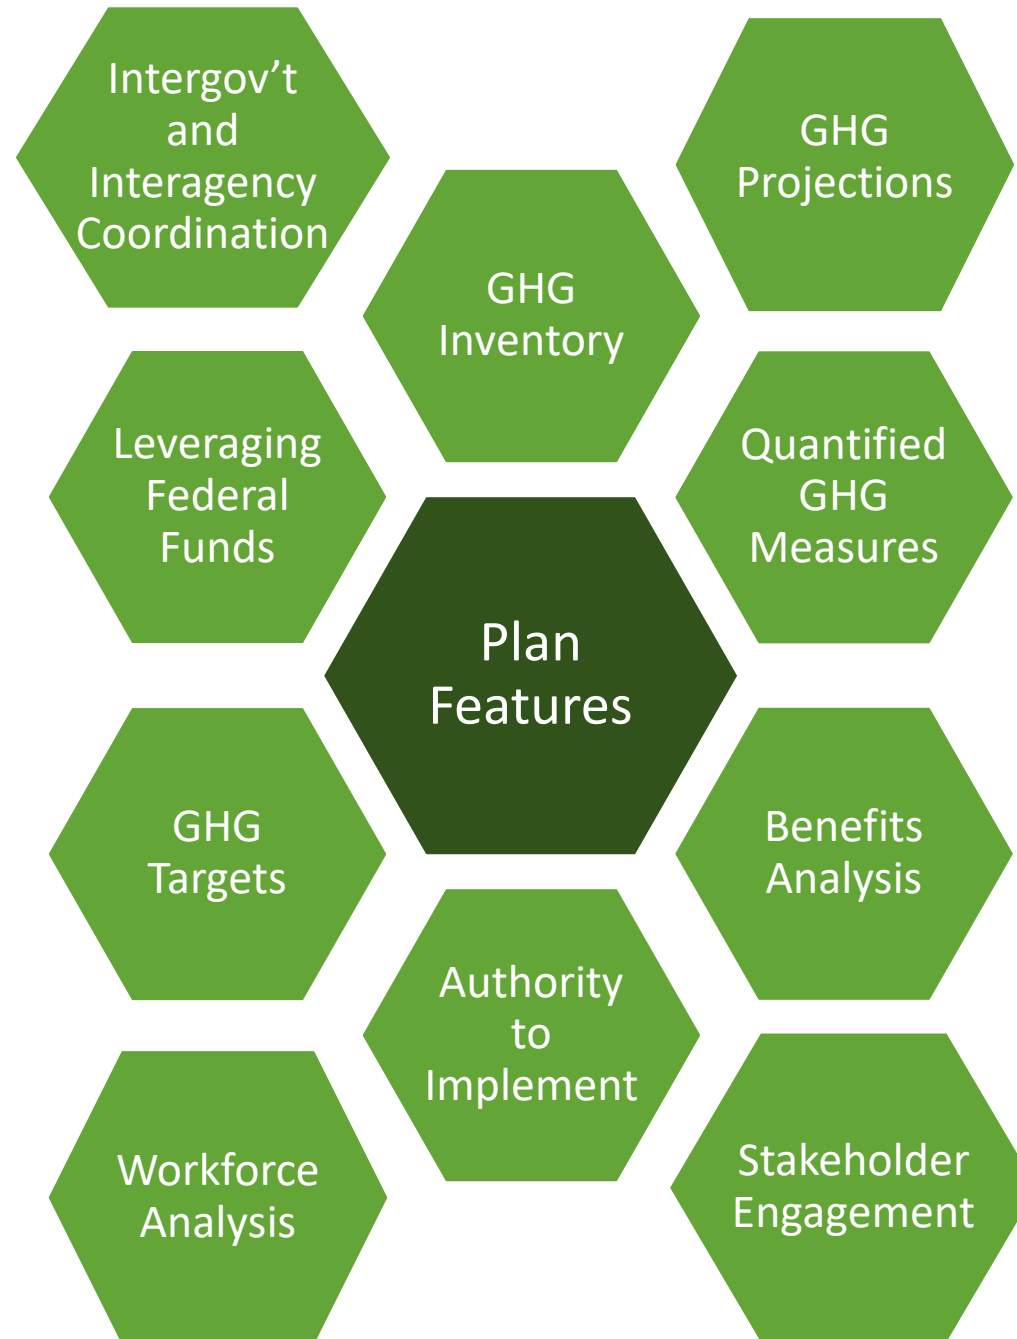 Intergov’t
and
Interagency
Coordination
GHG
Projections
GHG
Inventory
Leveraging
Federal
Funds
Quantified
GHG
Measures
Plan
Features
GHG
Targets
Benefits
Analysis
Authority
to
Implement
Workforce
Analysis
Stakeholder
Engagement